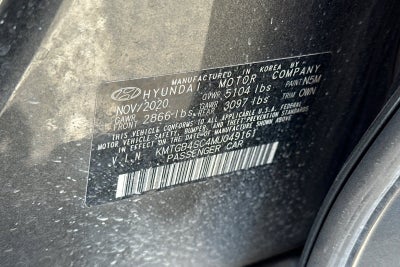 MANUFACTURED IN KOREA BY
HYUNDAI MOTOR COMPANY
NOV/2020 GVWR 5104 lbs PAINT N5M
GAWR FRONT 2866 lbs GAWR REAR 3097 lbs TRIM OWN
THIS VEHICLE CONFORMS TO ALL APPLICABLE U.S.A. FEDERAL
MOTOR VEHICLE SAFETY, BUMPER, AND THEFT PREVENTION STANDARDS
IN EFFECT ON THE DATE OF MANUFACTURE SHOWN ABOVE.
V.I.N KMTGB4SC4MU049161
PASSENGER CAR